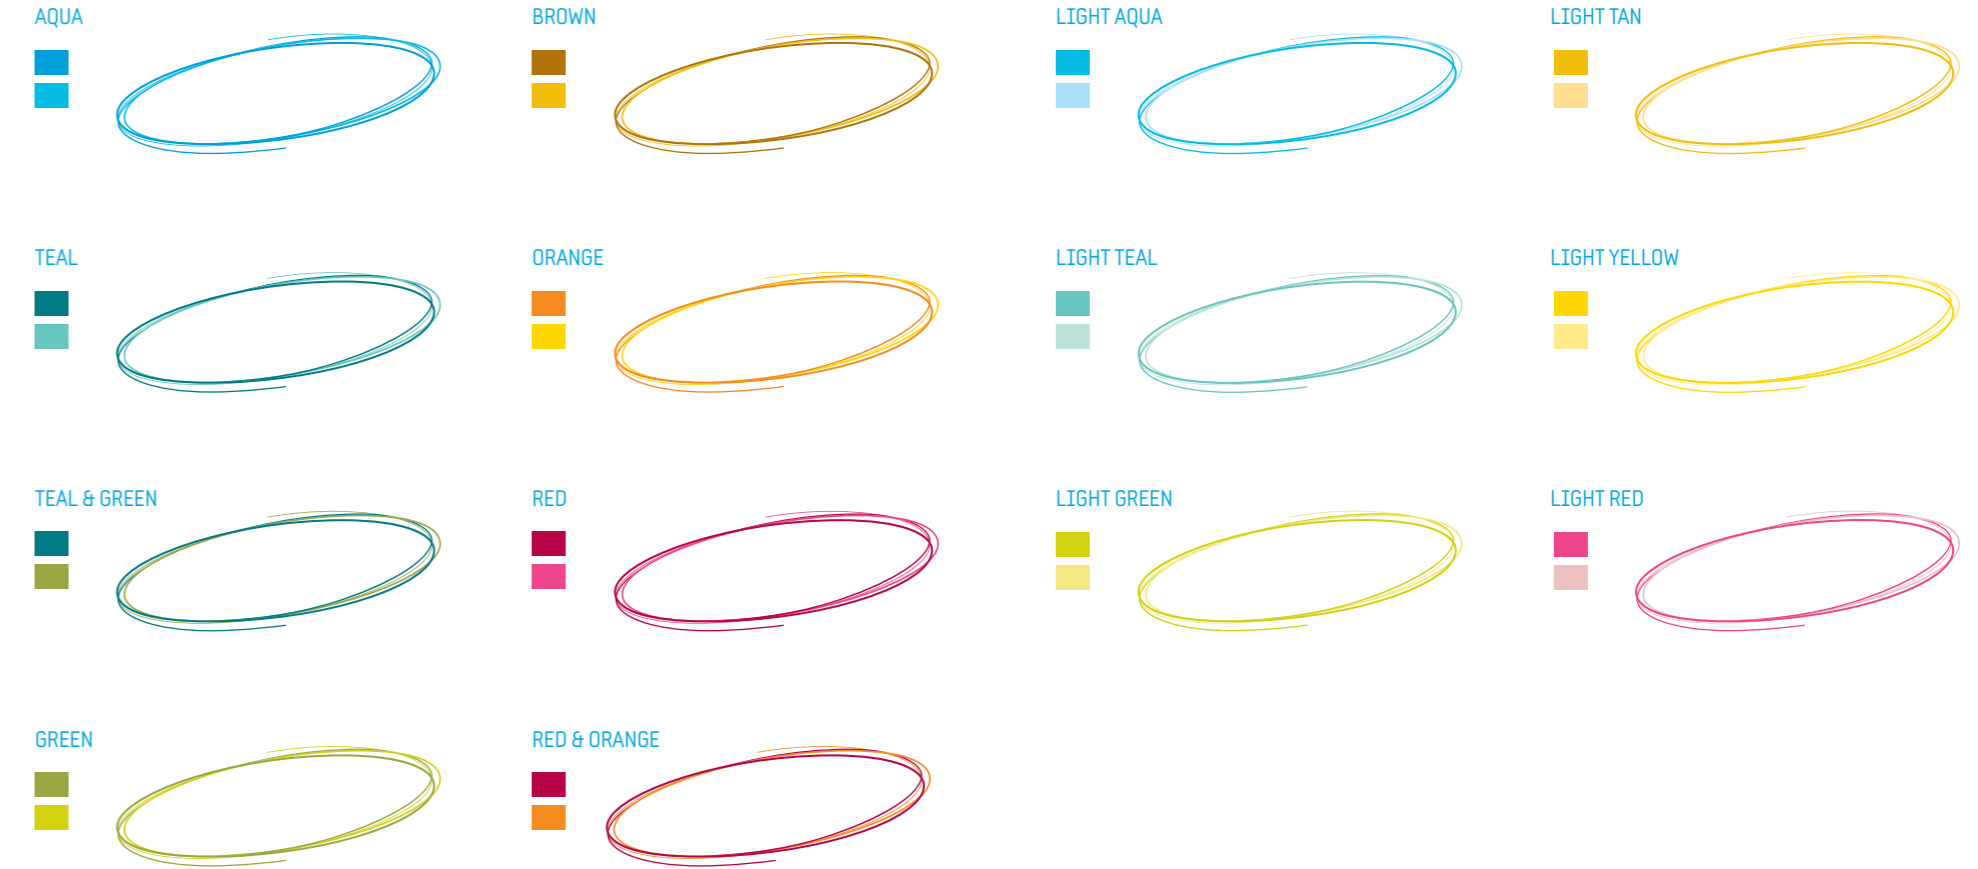 AQUA
BROWN
LIGHT AQUA
LIGHT TAN
TEAL
ORANGE
LIGHT TEAL
LIGHT YELLOW
TEAL & GREEN
RED
LIGHT GREEN
LIGHT RED
GREEN
RED & ORANGE